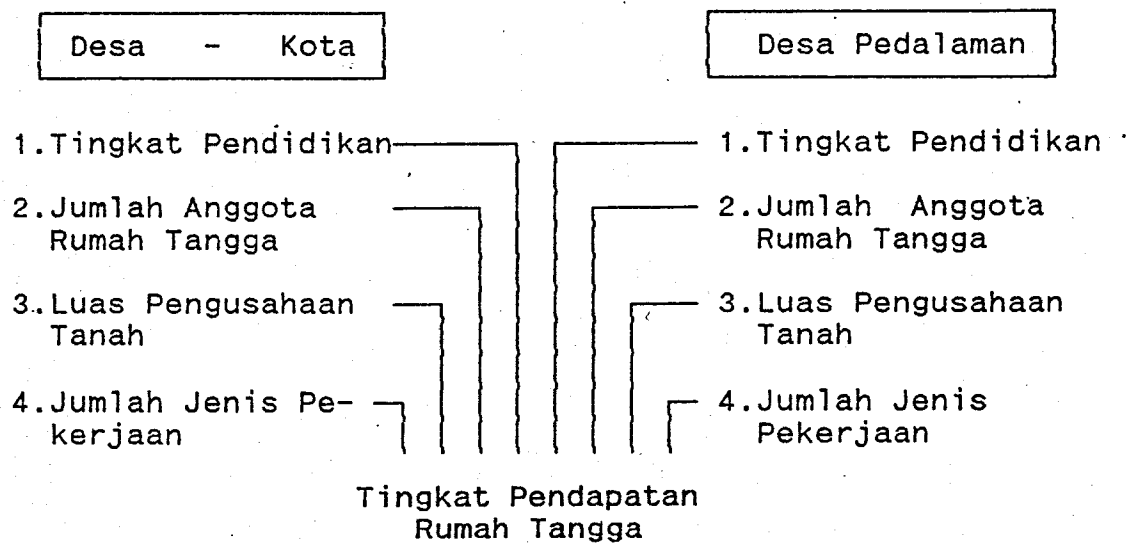 Desa - Kota
1.Tingkat Pendidikan
2.Jumlah Anggota
Rumah Tangga
3.Luas Pengusahaan
Tanah
4.Jumlah Jenis Pe-
kerjaan
Desa Pedalaman
1.Tingkat Pendidikan
2.Jumlah Anggota
Rumah Tangga
3.Luas Pengusahaan
Tanah
4.Jumlah Jenis
Pekerjaan
Tingkat Pendapatan
Rumah Tangga